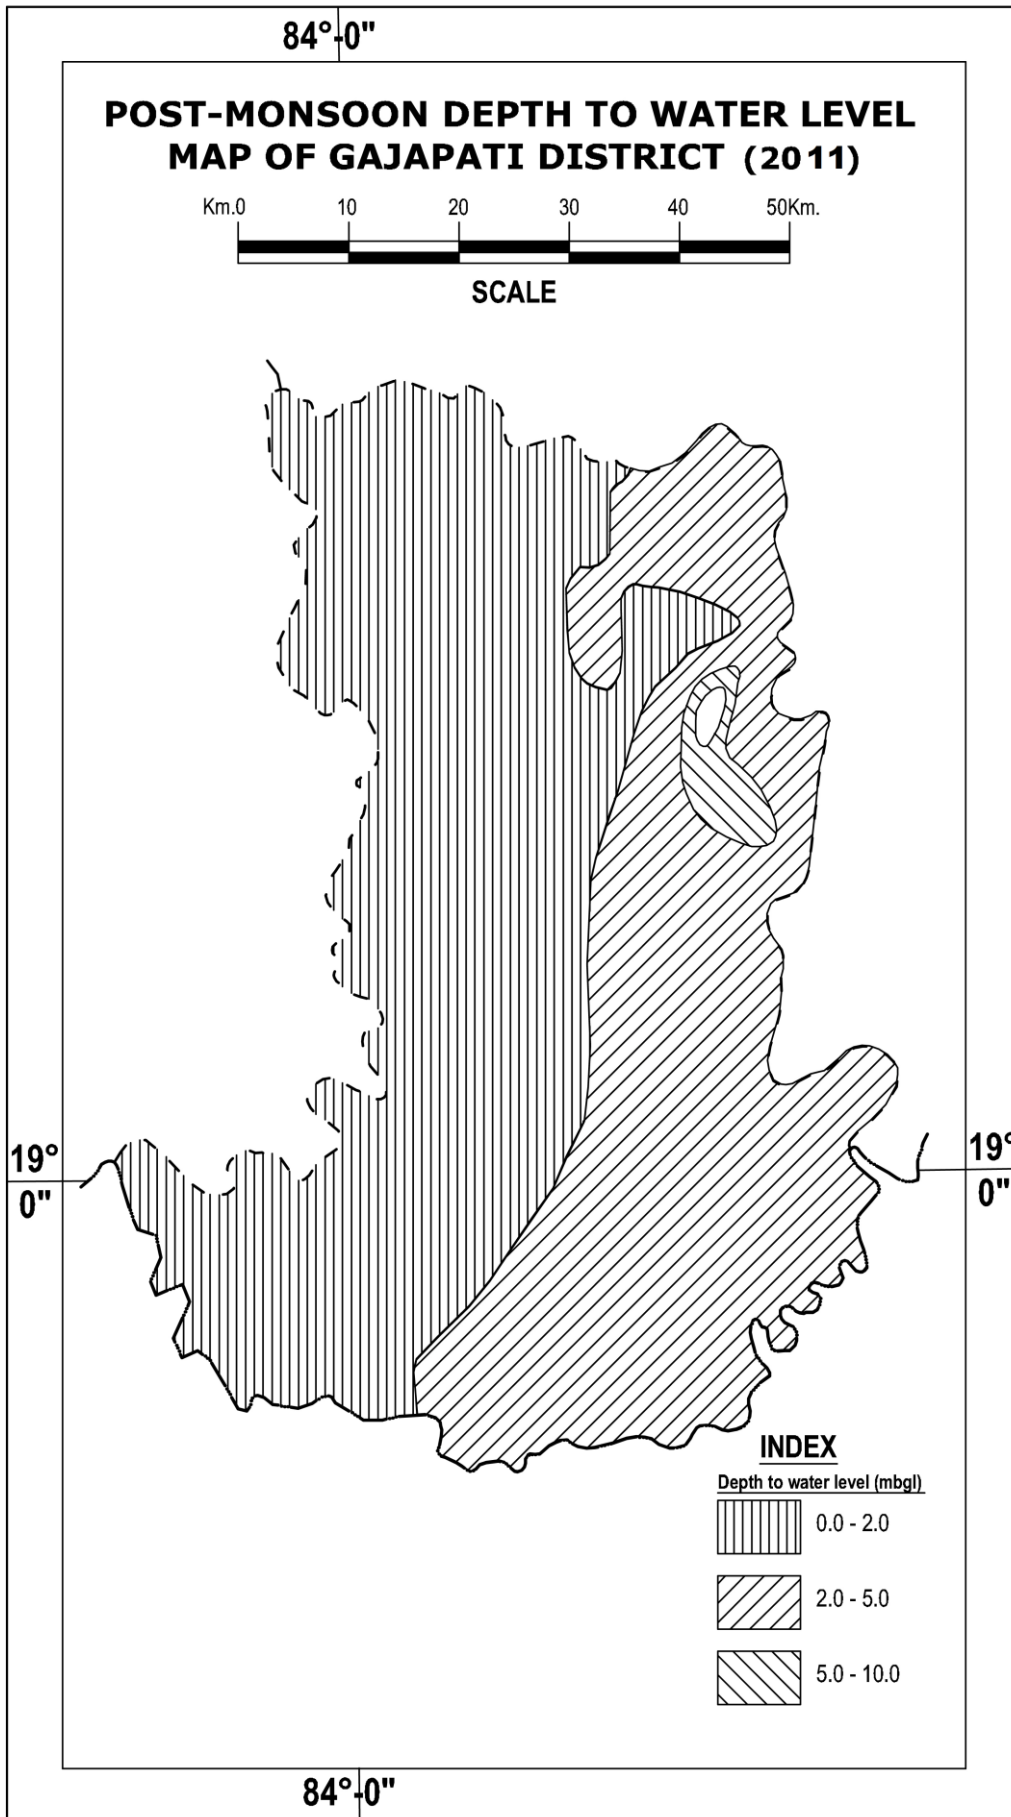 84°-0"
POST-MONSOON DEPTH TO WATER LEVEL
MAP OF GAJAPATI DISTRICT (2011)
Km.0 10 20 30 40 50Km.
SCALE
19° 19°
0" 0"
INDEX
Depth to water level (mbgl)
0.0 - 2.0
2.0 - 5.0
5.0 - 10.0
84°-0"